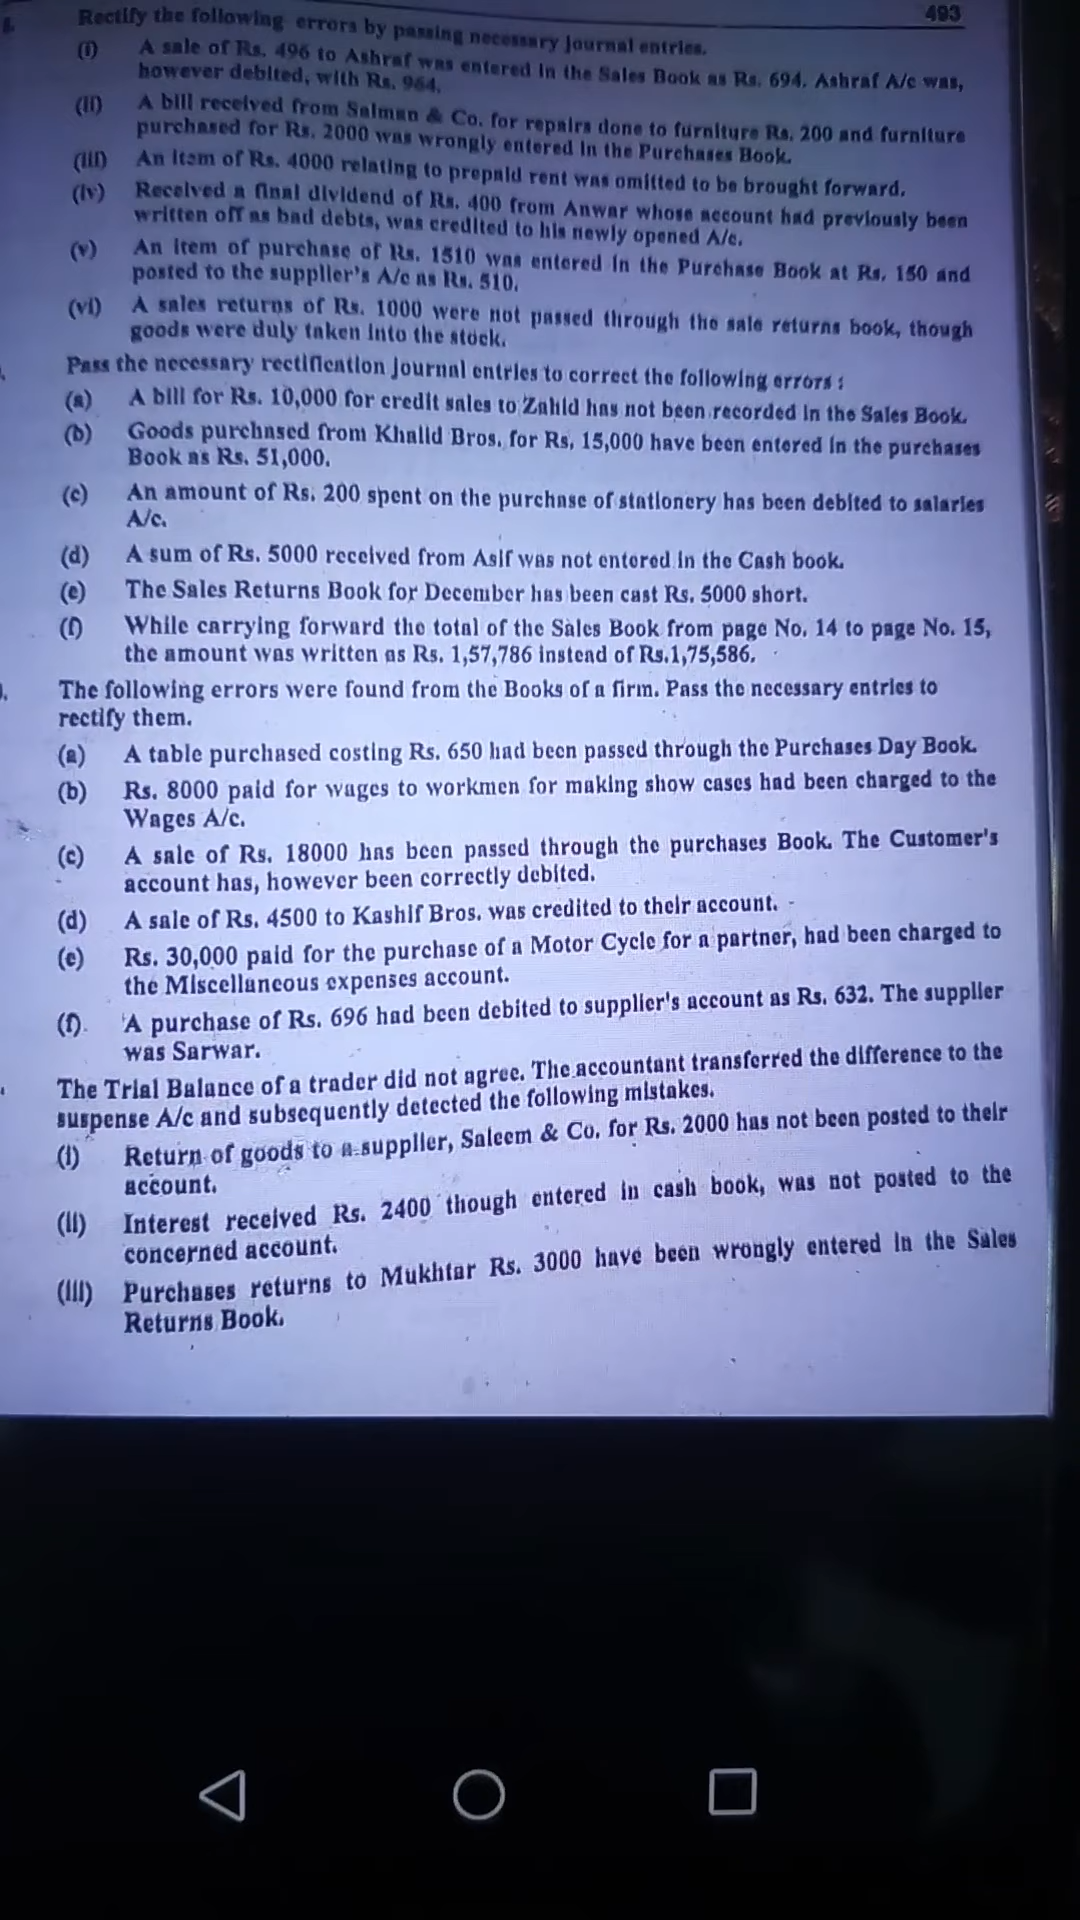 493
Rectify the following errors by passing necessary journal entries.
(i) A sale of Rs. 496 to Ashraf was entered in the Sales Book as Rs. 694. Ashraf A/c was,
however debited, with Rs. 964.
(ii) A bill received from Salman & Co. for repairs done to furniture Rs. 200 and furniture
purchased for Rs. 2000 was wrongly entered in the Purchases Book.
(iii) An item of Rs. 4000 relating to prepaid rent was omitted to be brought forward.
(iv) Received a final dividend of Rs. 400 from Anwar whose account had previously been
written off as bad debts, was credited to his newly opened A/c.
(v) An item of purchase of Rs. 1510 was entered in the Purchase Book at Rs. 150 and
posted to the supplier's A/c as Rs. 510.
(vi) A sales returns of Rs. 1000 were not passed through the sale returns book, though
goods were duly taken into the stock.
Pass the necessary rectification journal entries to correct the following errors :
(a) A bill for Rs. 10,000 for credit sales to Zahid has not been recorded in the Sales Book.
(b) Goods purchased from Khalid Bros. for Rs. 15,000 have been entered in the purchases
Book as Rs. 51,000.
(c) An amount of Rs. 200 spent on the purchase of stationery has been debited to salaries
A/c.
(d) A sum of Rs. 5000 received from Asif was not entered in the Cash book.
(e) The Sales Returns Book for December has been cast Rs. 5000 short.
(f) While carrying forward the total of the Sales Book from page No. 14 to page No. 15,
the amount was written as Rs. 1,57,786 instead of Rs.1,75,586.
The following errors were found from the Books of a firm. Pass the necessary entries to
rectify them.
(a) A table purchased costing Rs. 650 had been passed through the Purchases Day Book.
(b) Rs. 8000 paid for wages to workmen for making show cases had been charged to the
Wages A/c.
(c) A sale of Rs. 18000 has been passed through the purchases Book. The Customer's
account has, however been correctly debited.
(d) A sale of Rs. 4500 to Kashif Bros. was credited to their account.
(e) Rs. 30,000 paid for the purchase of a Motor Cycle for a partner, had been charged to
the Miscellaneous expenses account.
(f). A purchase of Rs. 696 had been debited to supplier's account as Rs. 632. The supplier
was Sarwar.
The Trial Balance of a trader did not agree. The accountant transferred the difference to the
suspense A/c and subsequently detected the following mistakes.
(i) Return of goods to a supplier, Saleem & Co. for Rs. 2000 has not been posted to their
account.
(ii) Interest received Rs. 2400 though entered in cash book, was not posted to the
concerned account.
(iii) Purchases returns to Mukhtar Rs. 3000 have been wrongly entered in the Sales
Returns Book.